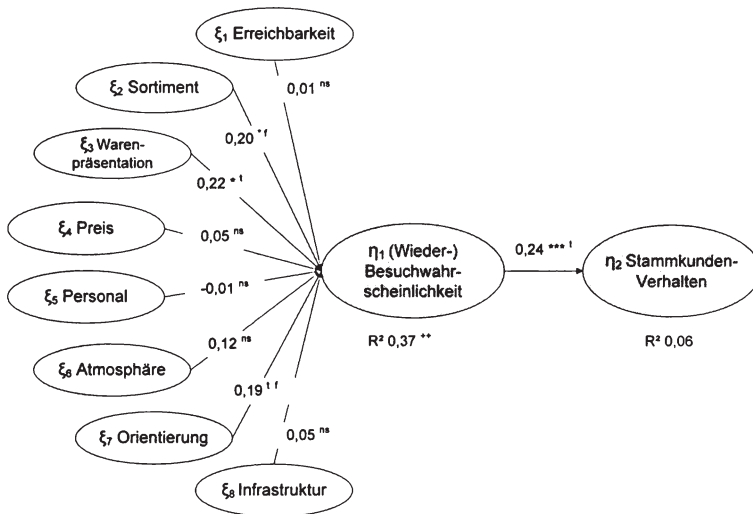 ξ₁ Erreichbarkeit
0,01 ns
ξ₂ Sortiment
0,20 * f
ξ₃ Waren-
präsentation
0,22 * t
ξ₄ Preis
0,05 ns
ξ₅ Personal
-0,01 ns
ξ₆ Atmosphäre
0,12 ns
ξ₇ Orientierung
0,19 t f
ξ₈ Infrastruktur
0,05 ns
η₁ (Wieder-)
Besuchwahr-
scheinlichkeit
R² 0,37 ++
0,24 *** t
η₂ Stammkunden-
Verhalten
R² 0,06